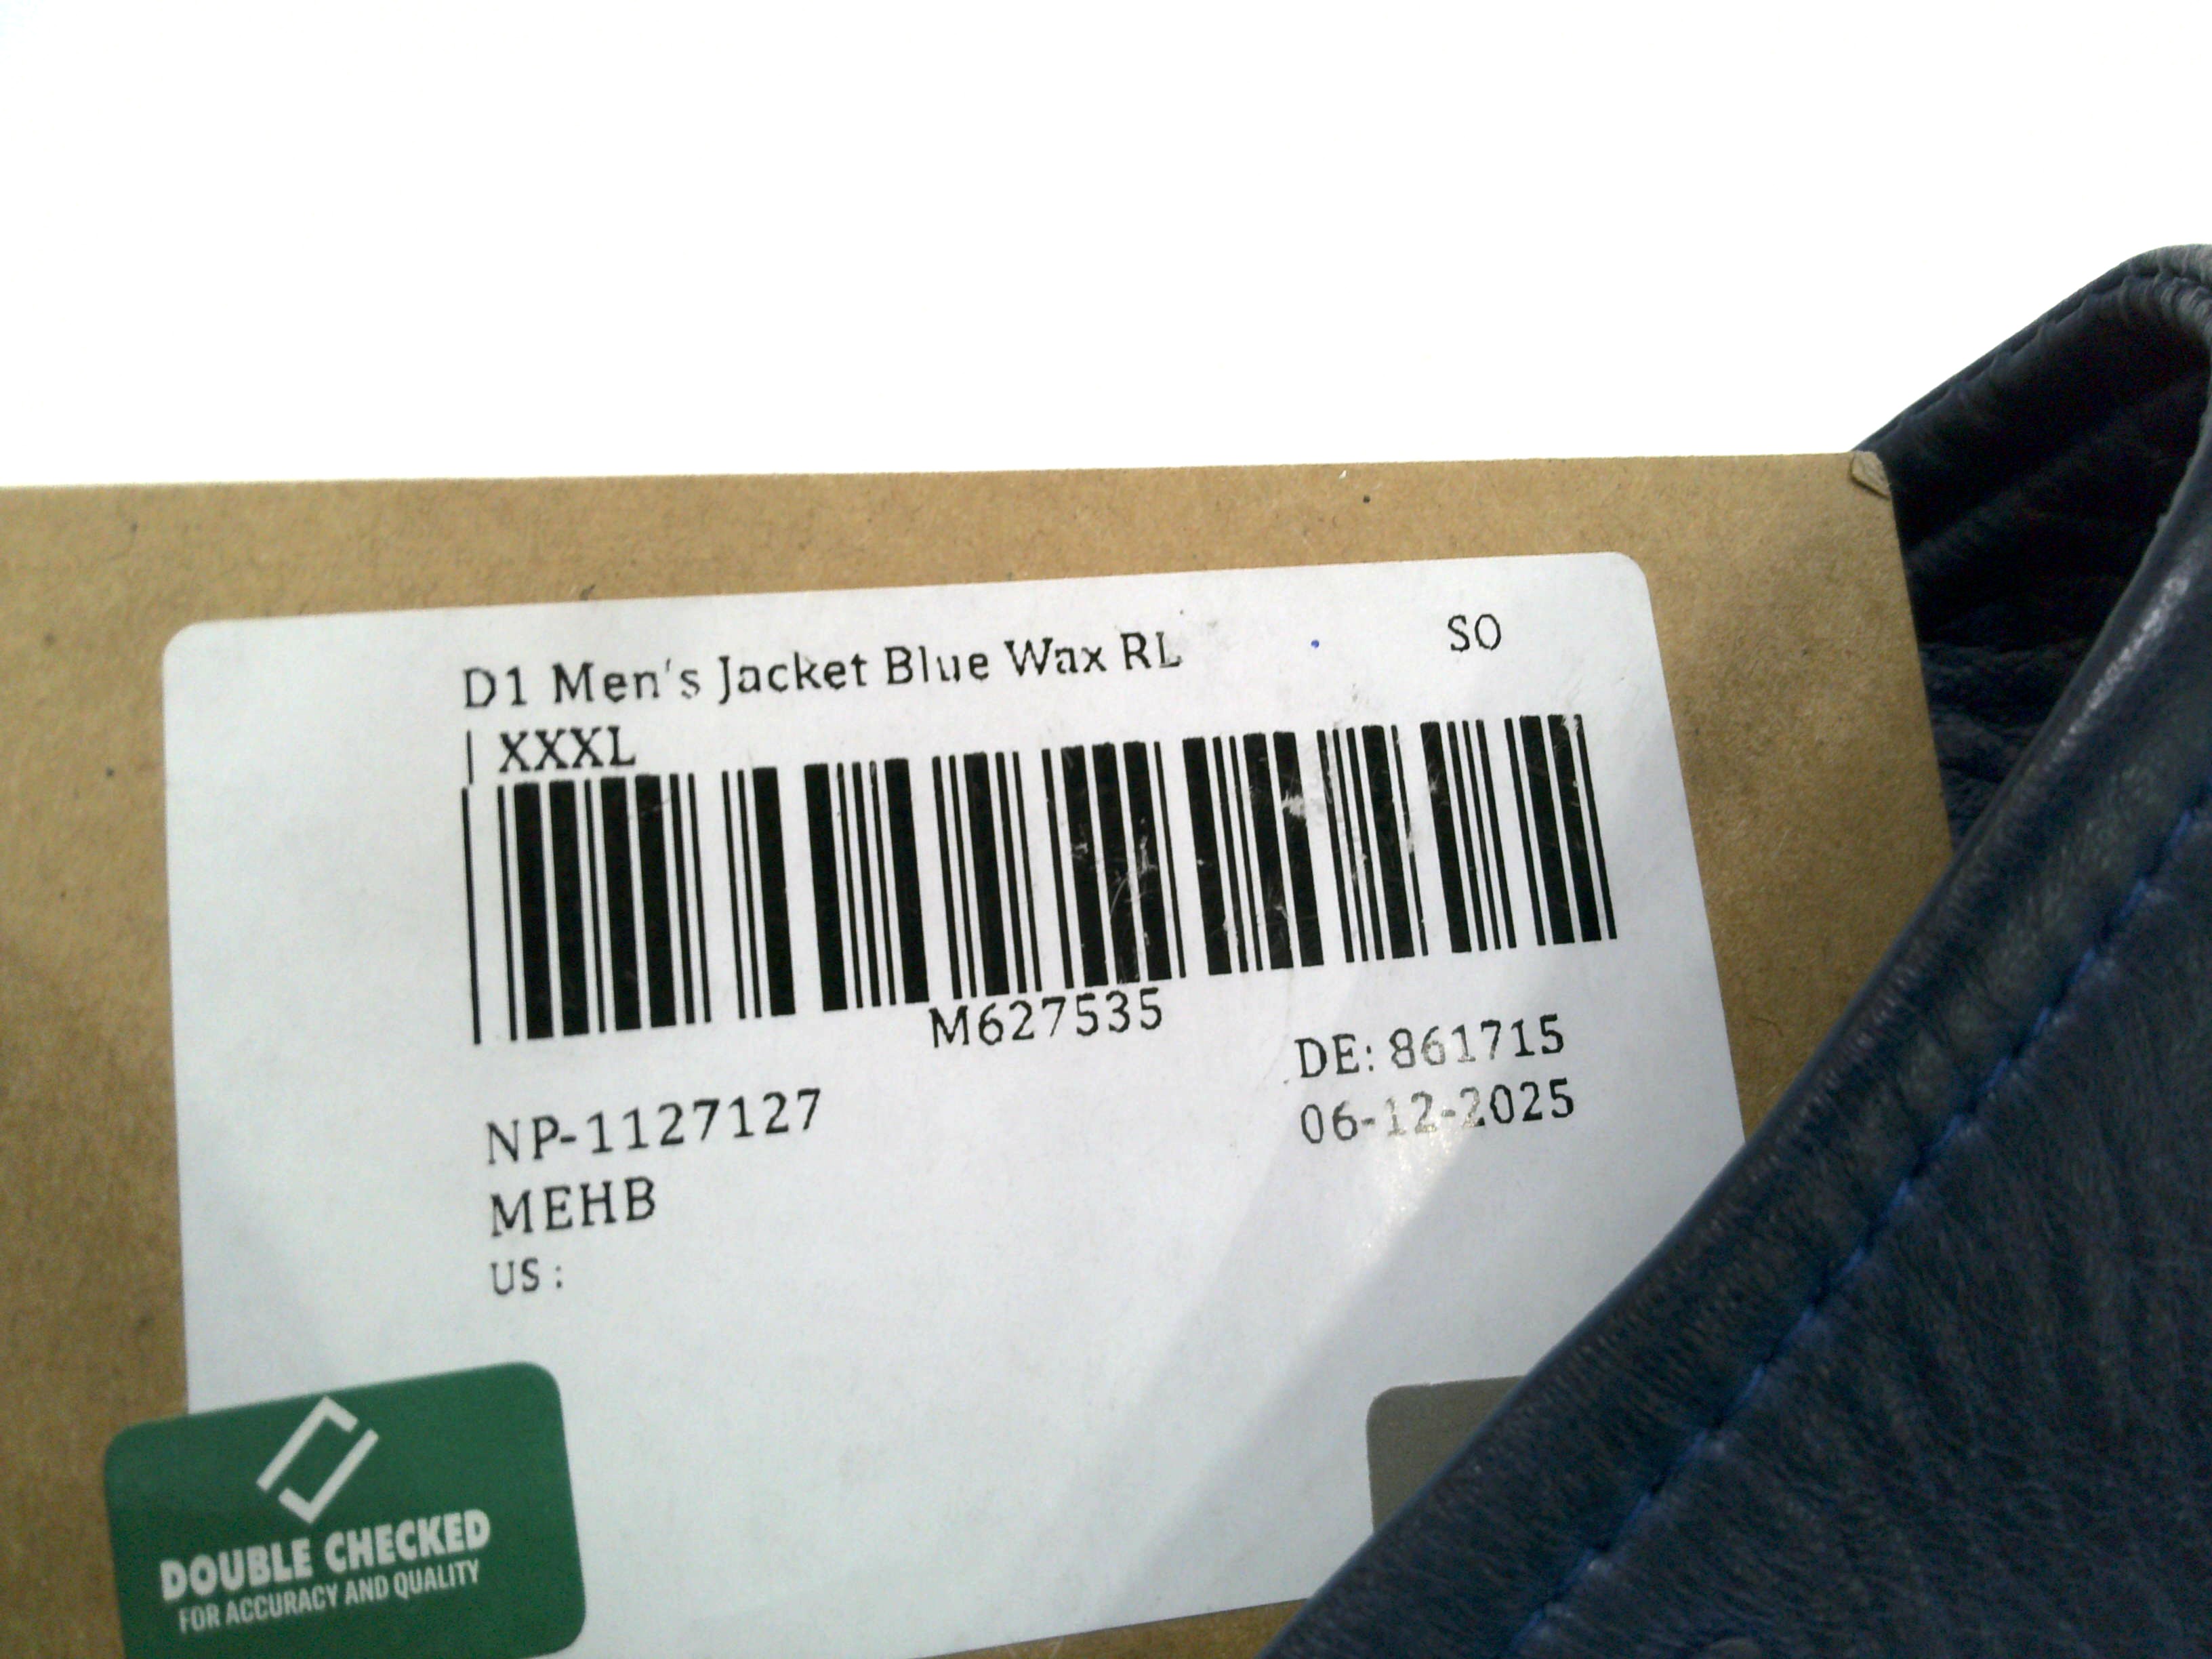 D1 Men's Jacket Blue Wax RL SO
| XXXL
M627535
DE: 861715
NP-1127127 06-12-2025
MEHB
US :
DOUBLE CHECKED
FOR ACCURACY AND QUALITY